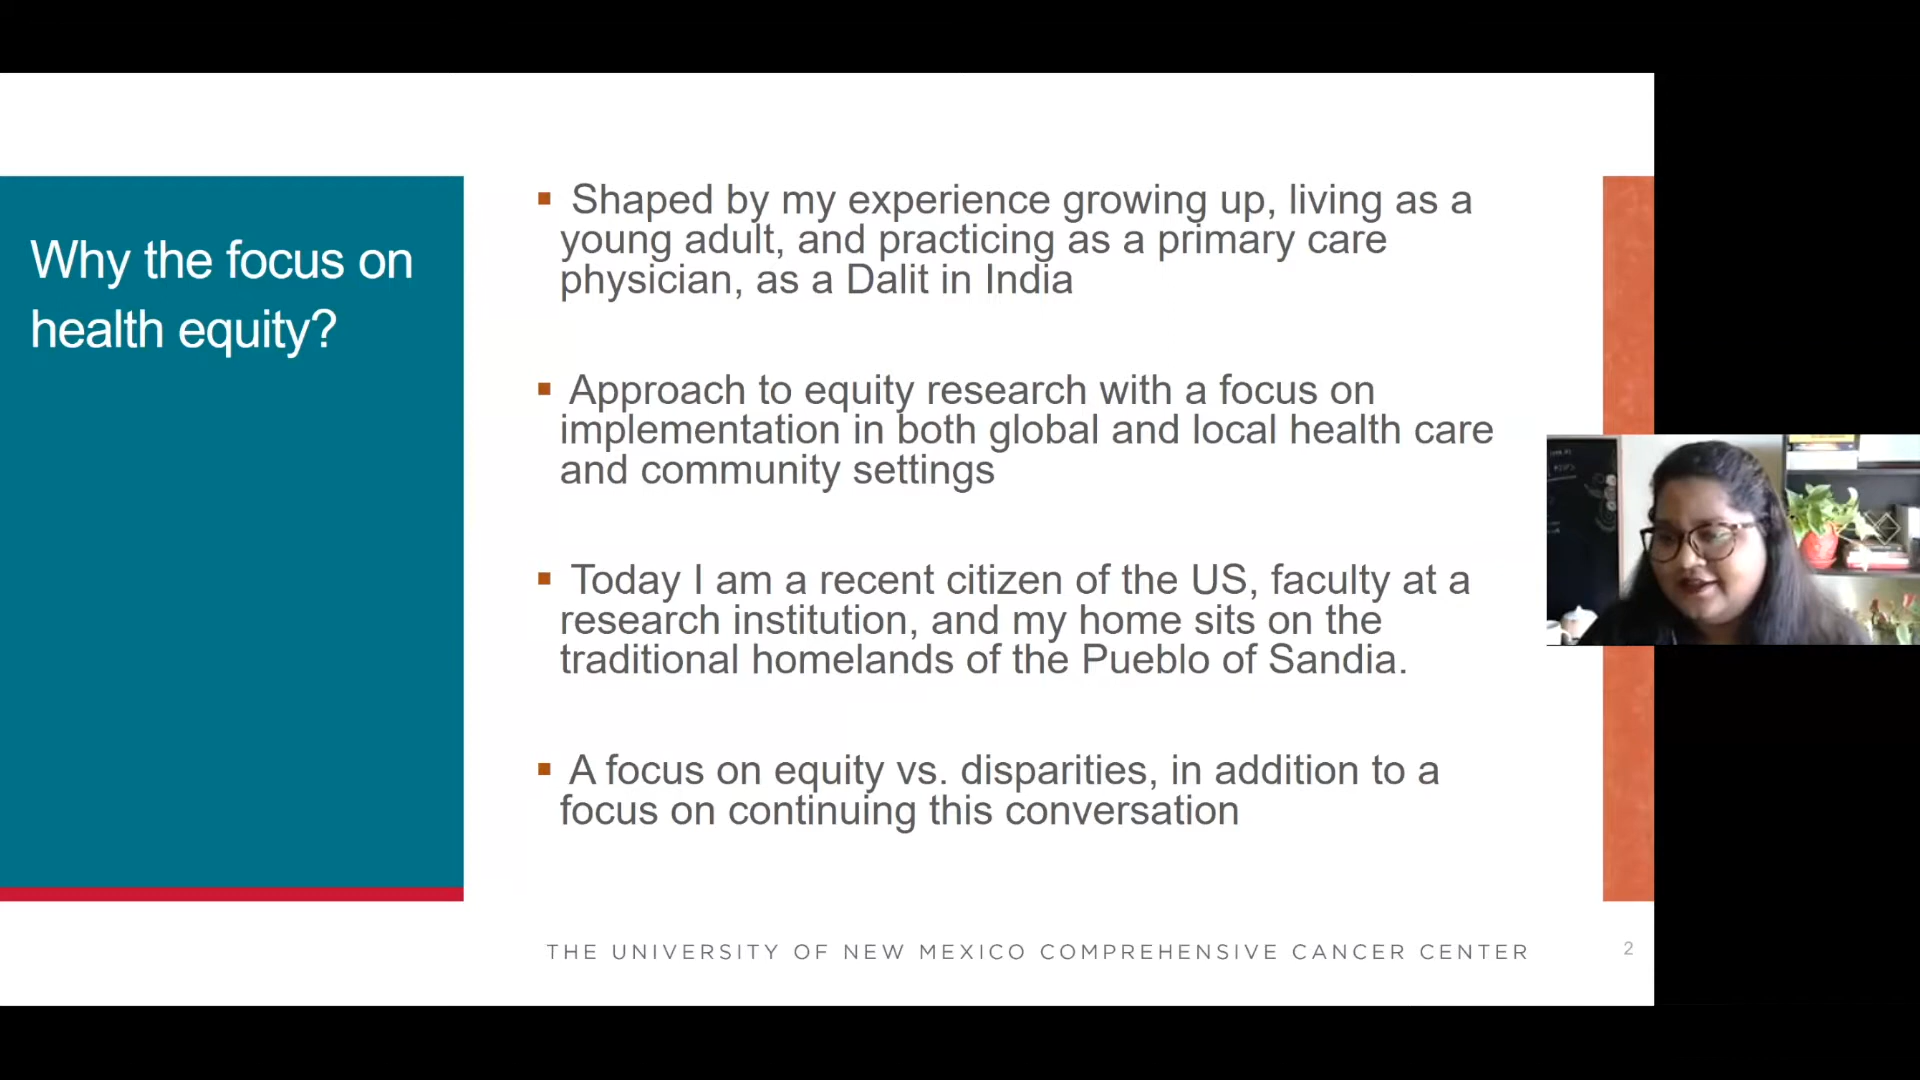 Why the focus on
health equity?
▪ Shaped by my experience growing up, living as a
young adult, and practicing as a primary care
physician, as a Dalit in India
▪ Approach to equity research with a focus on
implementation in both global and local health care
and community settings
▪ Today I am a recent citizen of the US, faculty at a
research institution, and my home sits on the
traditional homelands of the Pueblo of Sandia.
▪ A focus on equity vs. disparities, in addition to a
focus on continuing this conversation
THE UNIVERSITY OF NEW MEXICO COMPREHENSIVE CANCER CENTER
2